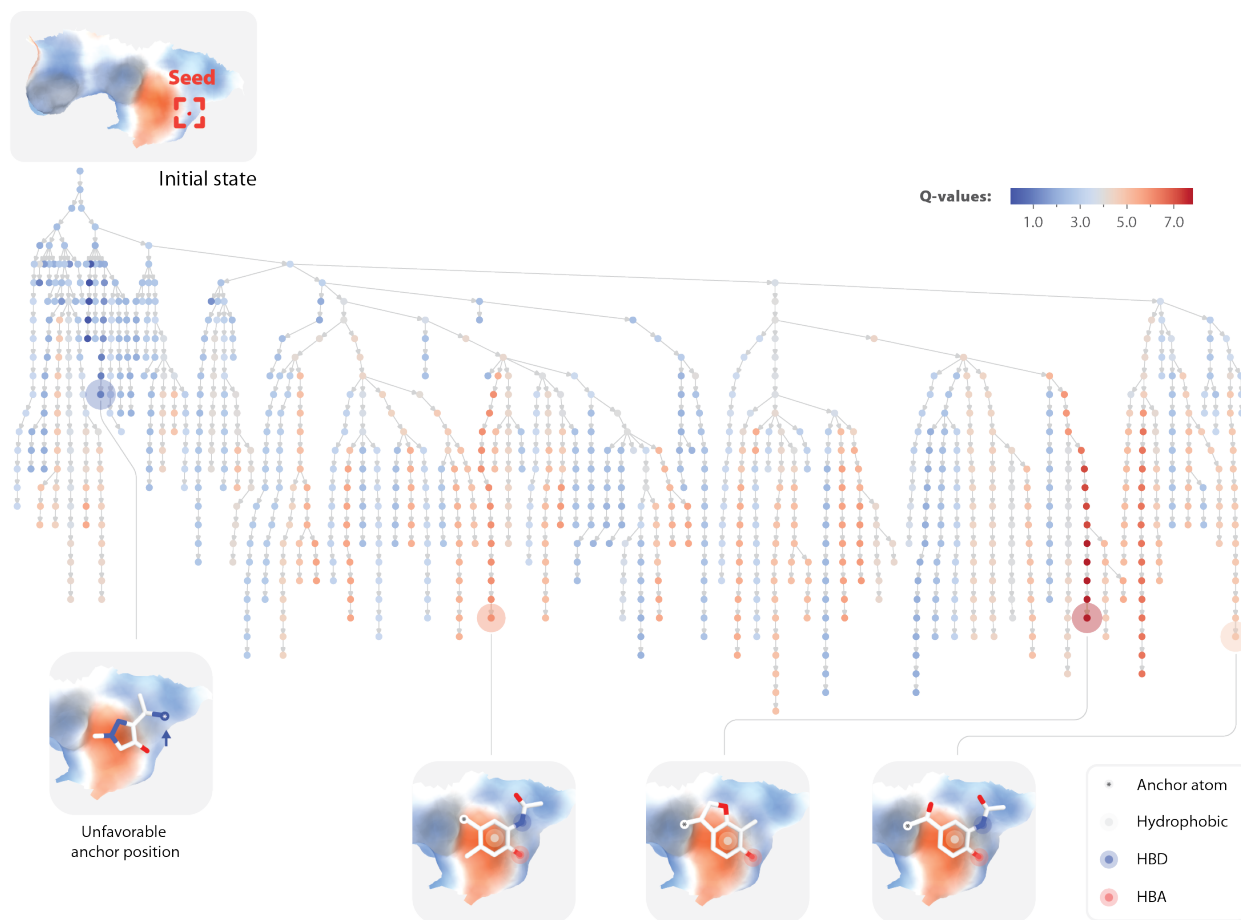 Seed
Initial state
Q-values:
1.0 3.0 5.0 7.0
Unfavorable
anchor position
Anchor atom
Hydrophobic
HBD
HBA